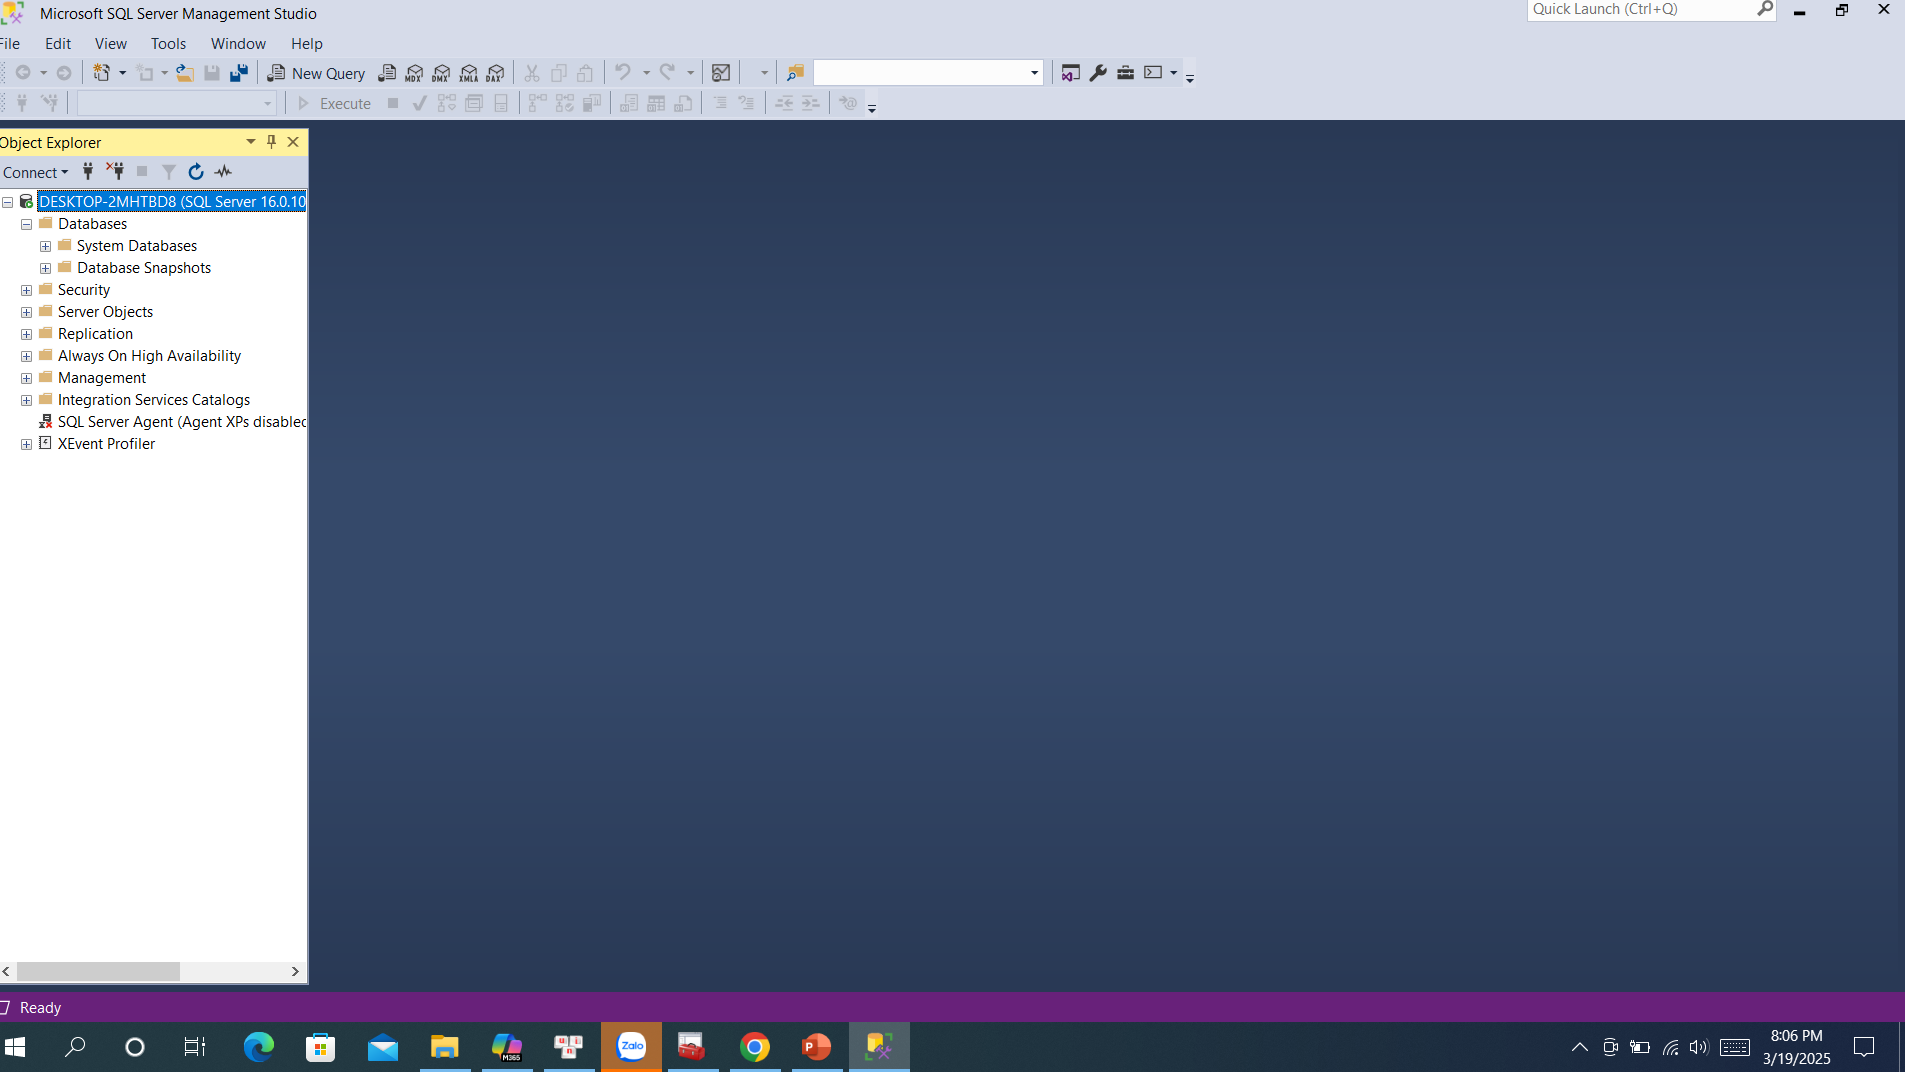 Microsoft SQL Server Management Studio
Quick Launch (Ctrl+Q)
File Edit View Tools Window Help
New Query MDX DMX XMLA DAX
Execute
Object Explorer
Connect
DESKTOP-2MHTBD8 (SQL Server 16.0.10
Databases
System Databases
Database Snapshots
Security
Server Objects
Replication
Always On High Availability
Management
Integration Services Catalogs
SQL Server Agent (Agent XPs disabled
XEvent Profiler
Ready
M365
u i n
Zalo
P
8:06 PM
3/19/2025